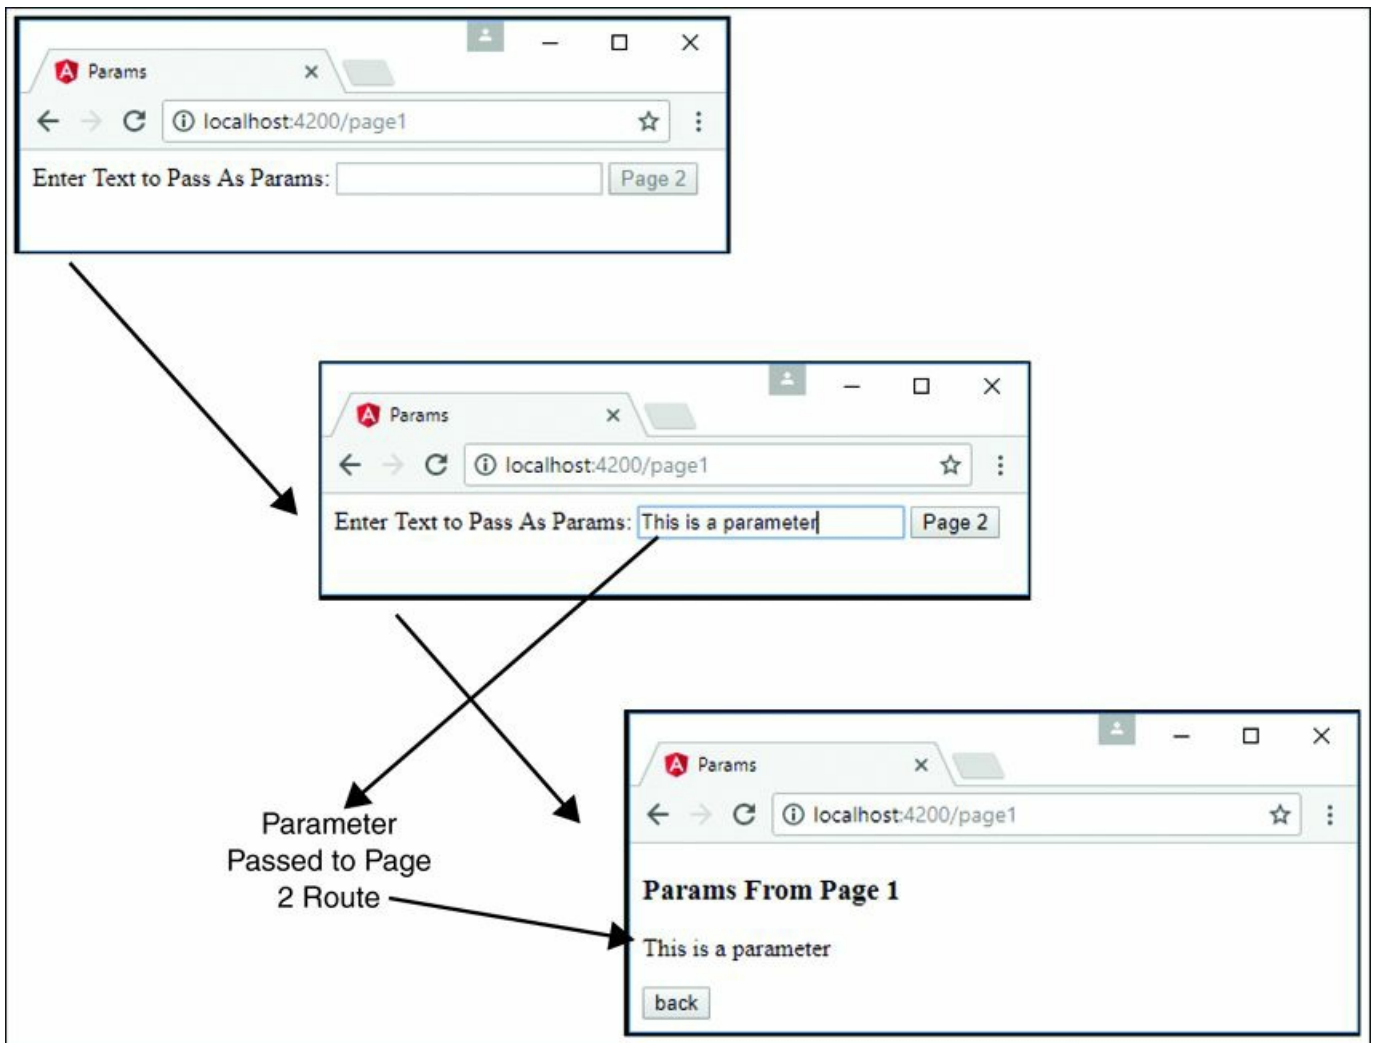 Params
localhost:4200/page1
Enter Text to Pass As Params: Page 2
Params
localhost:4200/page1
Enter Text to Pass As Params: This is a parameter Page 2
Parameter
Passed to Page
2 Route
Params
localhost:4200/page1
Params From Page 1
This is a parameter
back